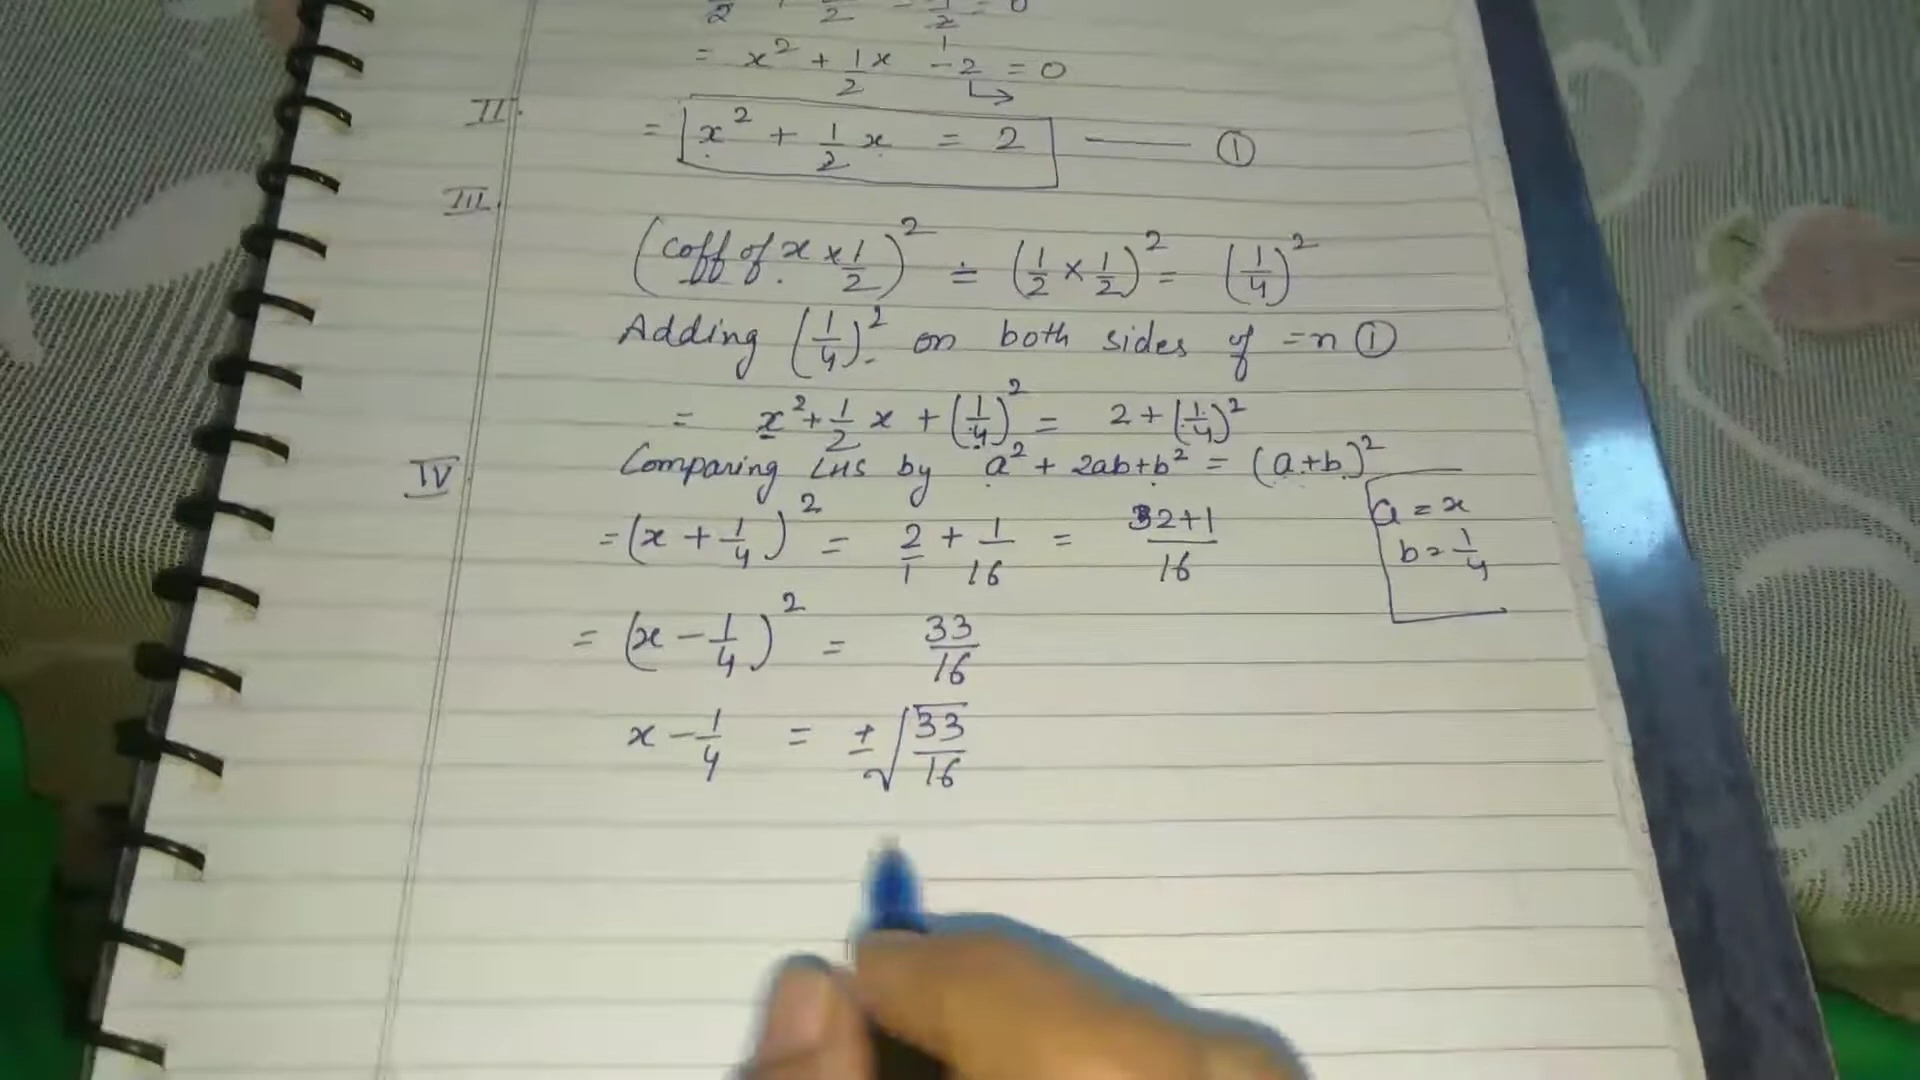 = x² + 1/2 x - 2 = 0
II. = x² + 1/2 x = 2 —— ①
III. (coff of x × 1/2)² = (1/2 × 1/2)² = (1/4)²
Adding (1/4)² on both sides of =n ①
= x² + 1/2 x + (1/4)² = 2 + (1/4)²
IV Comparing LHS by a² + 2ab + b² = (a+b)²
= (x + 1/4)² = 2/1 + 1/16 = 32+1/16
a = x
b = 1/4
= (x - 1/4)² = 33/16
x - 1/4 = ± √33/16